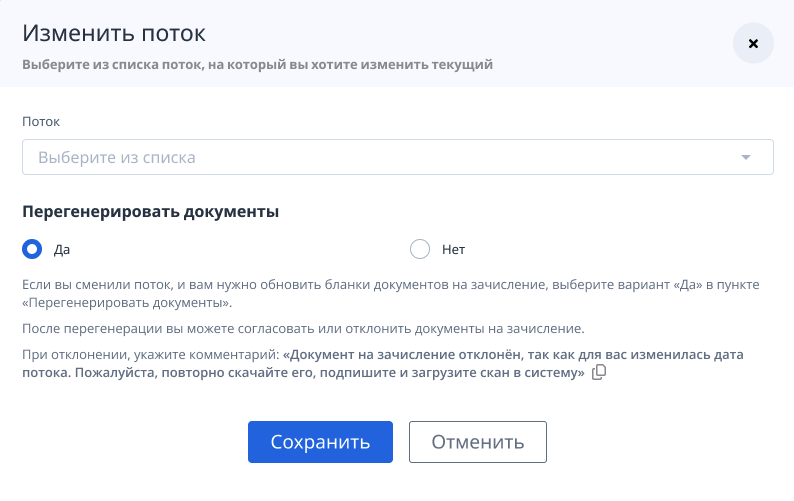 Изменить поток
Выберите из списка поток, на который вы хотите изменить текущий
Поток
Выберите из списка
Перегенерировать документы
Да
Нет
Если вы сменили поток, и вам нужно обновить бланки документов на зачисление, выберите вариант «Да» в пункте
«Перегенерировать документы».
После перегенерации вы можете согласовать или отклонить документы на зачисление.
При отклонении, укажите комментарий: «Документ на зачисление отклонён, так как для вас изменилась дата
потока. Пожалуйста, повторно скачайте его, подпишите и загрузите скан в систему»
Сохранить
Отменить